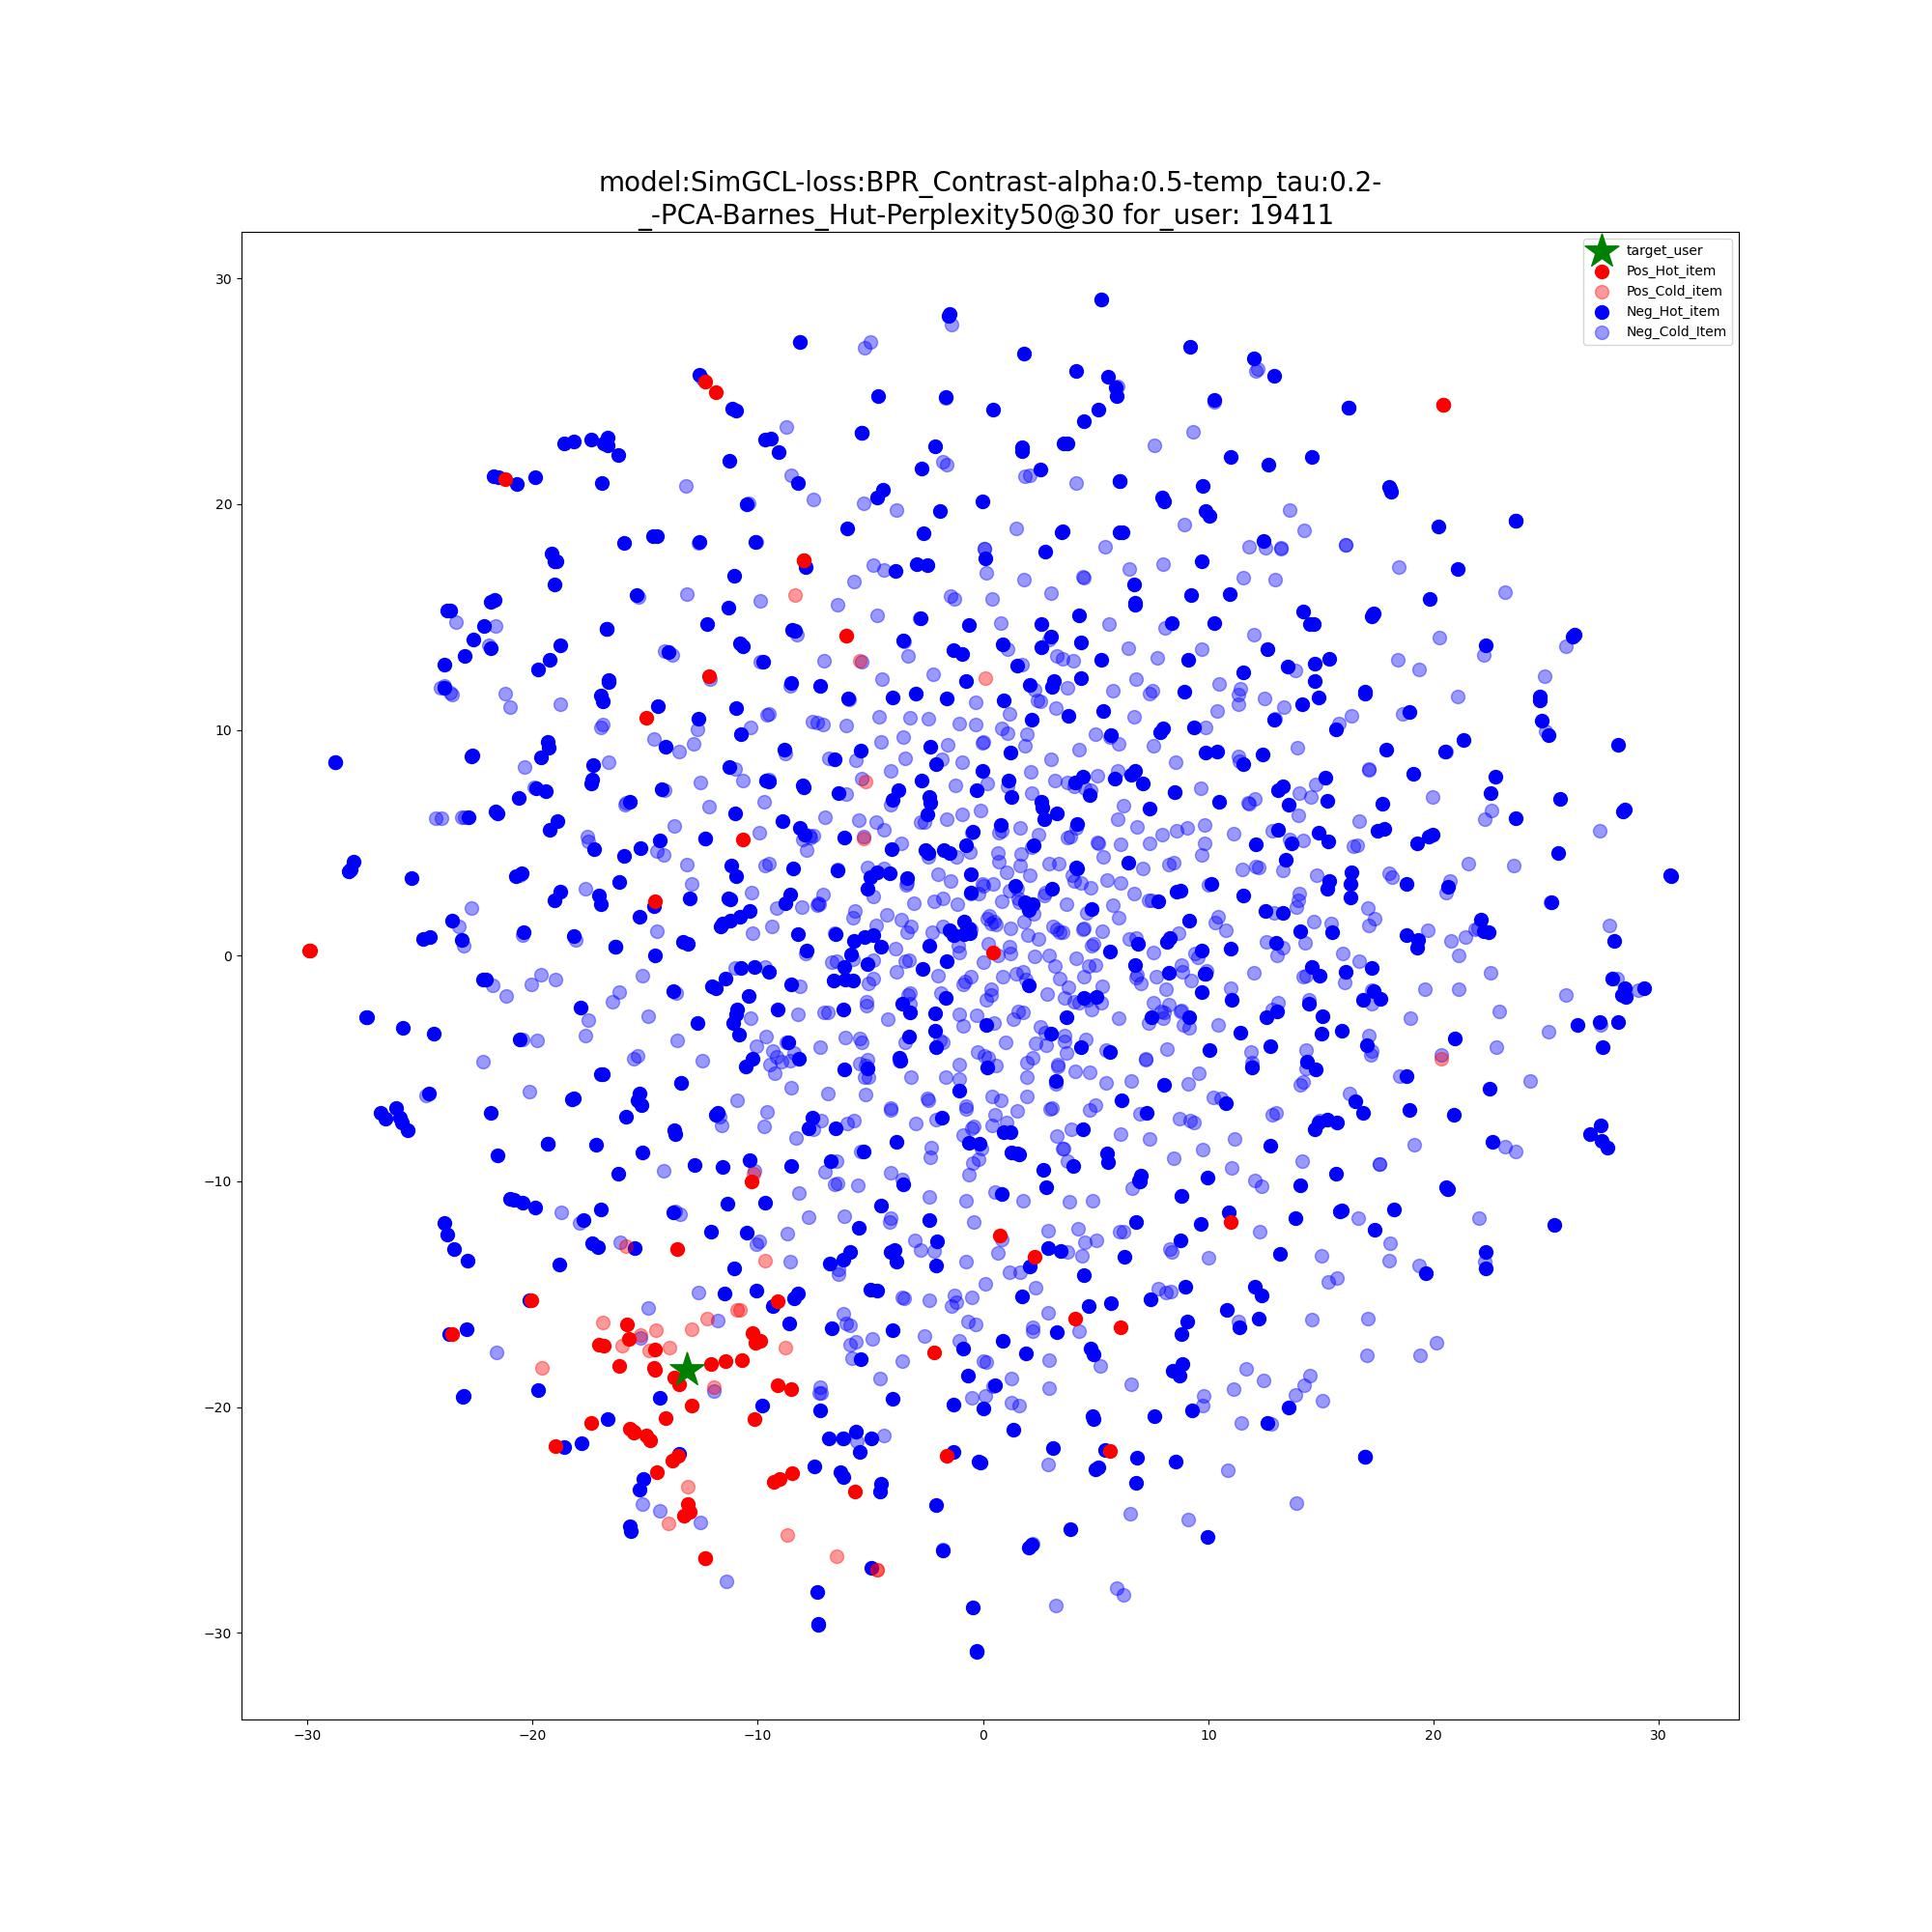 model:SimGCL-loss:BPR_Contrast-alpha:0.5-temp_tau:0.2-
_-PCA-Barnes_Hut-Perplexity50@30 for_user: 19411
target_user
Pos_Hot_item
Pos_Cold_item
Neg_Hot_item
Neg_Cold_Item
30
20
10
0
−10
−20
−30
−30 −20 −10 0 10 20 30